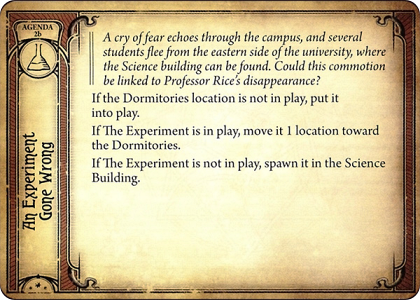 AGENDA
2b
An Experiment
Gone Wrong
A cry of fear echoes through the campus, and several
students flee from the eastern side of the university, where
the Science building can be found. Could this commotion
be linked to Professor Rice's disappearance?
If the Dormitories location is not in play, put it
into play.
If The Experiment is in play, move it 1 location toward
the Dormitories.
If The Experiment is not in play, spawn it in the Science
Building.